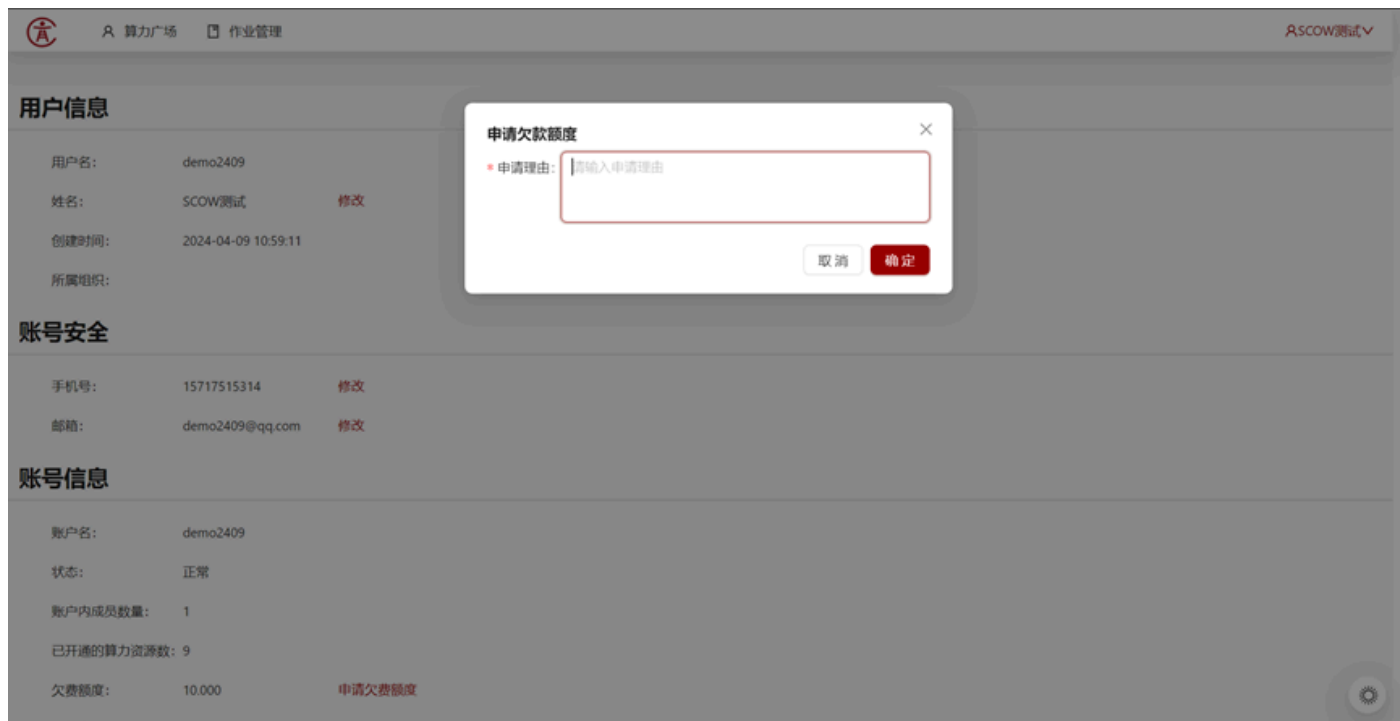 算力广场 作业管理 SCOW测试
用户信息
用户名: demo2409
姓名: SCOW测试 修改
创建时间: 2024-04-09 10:59:11
所属组织:
申请欠款额度
* 申请理由: 请输入申请理由
取 消 确 定
账号安全
手机号: 15717515314 修改
邮箱: demo2409@qq.com 修改
账号信息
账户名: demo2409
状态: 正常
账户内成员数量: 1
已开通的算力资源数: 9
欠费额度: 10.000 申请欠费额度